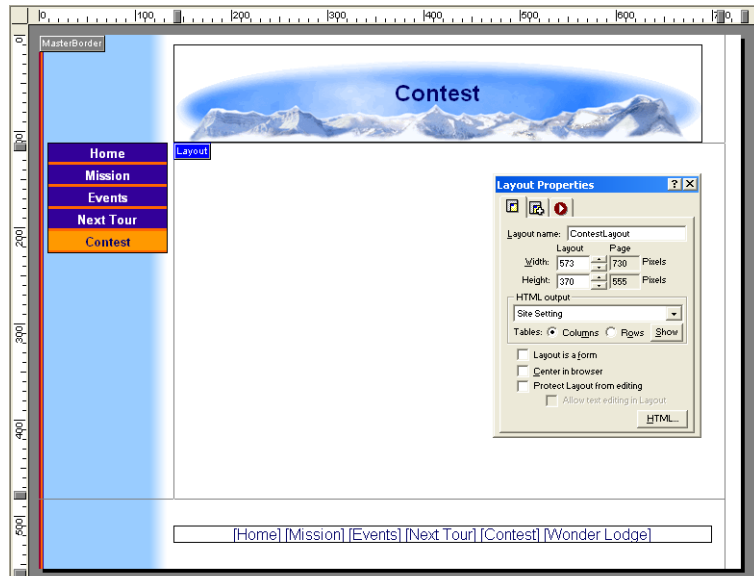 0 100 200 300 400 500 600 700
MasterBorder
0
Contest
100
Home
Layout
Mission
Events
Next Tour
200
Contest
Layout Properties
Layout name: ContestLayout
Layout Page
Width: 573 730 Pixels
Height: 370 555 Pixels
HTML output
Site Setting
Tables: Columns Rows Show
Layout is a form
Center in browser
Protect Layout from editing
Allow text editing in Layout
HTML...
300
400
500
[Home] [Mission] [Events] [Next Tour] [Contest] [Wonder Lodge]